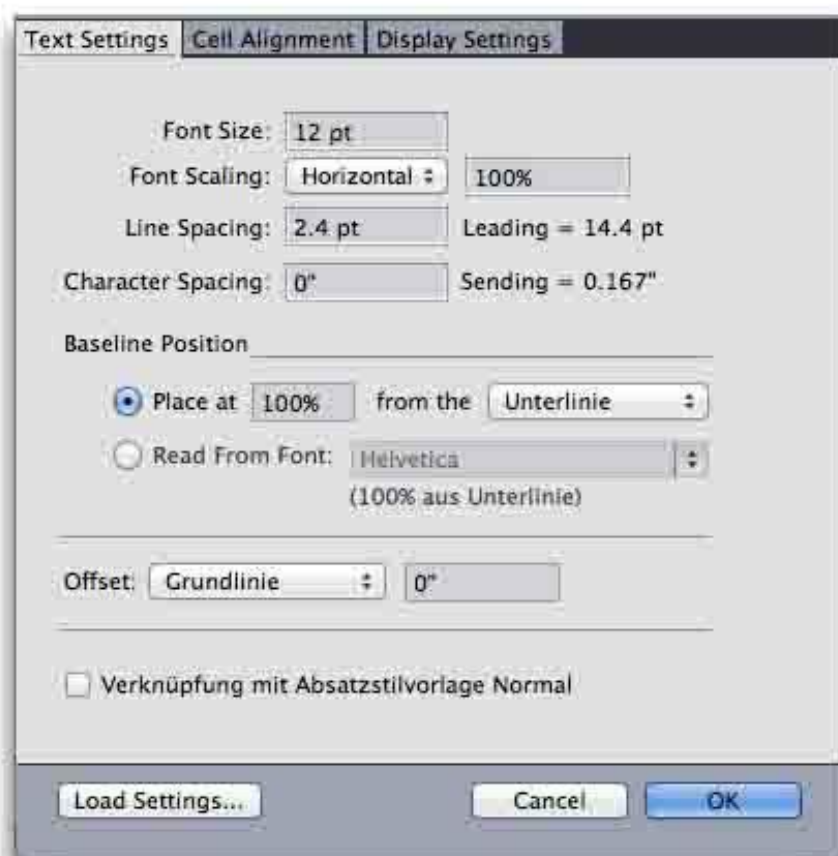 Text Settings Cell Alignment Display Settings
Font Size: 12 pt
Font Scaling: Horizontal 100%
Line Spacing: 2.4 pt Leading = 14.4 pt
Character Spacing: 0" Sending = 0.167"
Baseline Position
Place at 100% from the Unterlinie
Read From Font: Helvetica
(100% aus Unterlinie)
Offset: Grundlinie 0"
Verknüpfung mit Absatzstilvorlage Normal
Load Settings... Cancel OK